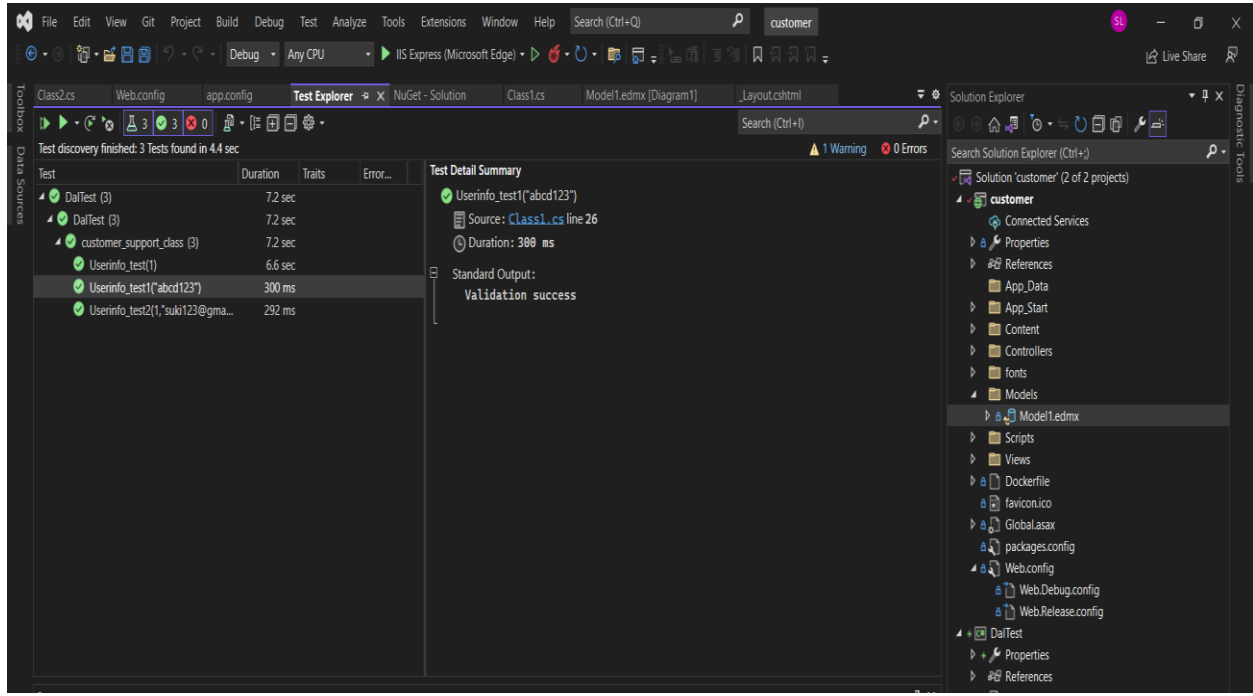 File Edit View Git Project Build Debug Test Analyze Tools Extensions Window Help Search (Ctrl+Q) customer SL
Debug Any CPU IIS Express (Microsoft Edge) Live Share
Class2.cs Web.config app.config Test Explorer NuGet - Solution Class1.cs Model1.edmx [Diagram1] _Layout.cshtml
3 3 0 Search (Ctrl+I)
Test discovery finished: 3 Tests found in 4.4 sec 1 Warning 0 Errors
Test Duration Traits Error...
DalTest (3) 7.2 sec
DalTest (3) 7.2 sec
customer_support_class (3) 7.2 sec
Userinfo_test(1) 6.6 sec
Userinfo_test1("abcd123") 300 ms
Userinfo_test2(1,"suki123@gma... 292 ms
Test Detail Summary
Userinfo_test1("abcd123")
Source: Class1.cs line 26
Duration: 300 ms
Standard Output:
Validation success
Solution Explorer
Search Solution Explorer (Ctrl+;)
Solution 'customer' (2 of 2 projects)
customer
Connected Services
Properties
References
App_Data
App_Start
Content
Controllers
fonts
Models
Model1.edmx
Scripts
Views
Dockerfile
favicon.ico
Global.asax
packages.config
Web.config
Web.Debug.config
Web.Release.config
DalTest
Properties
References
Toolbox
Data Sources
Diagnostic Tools